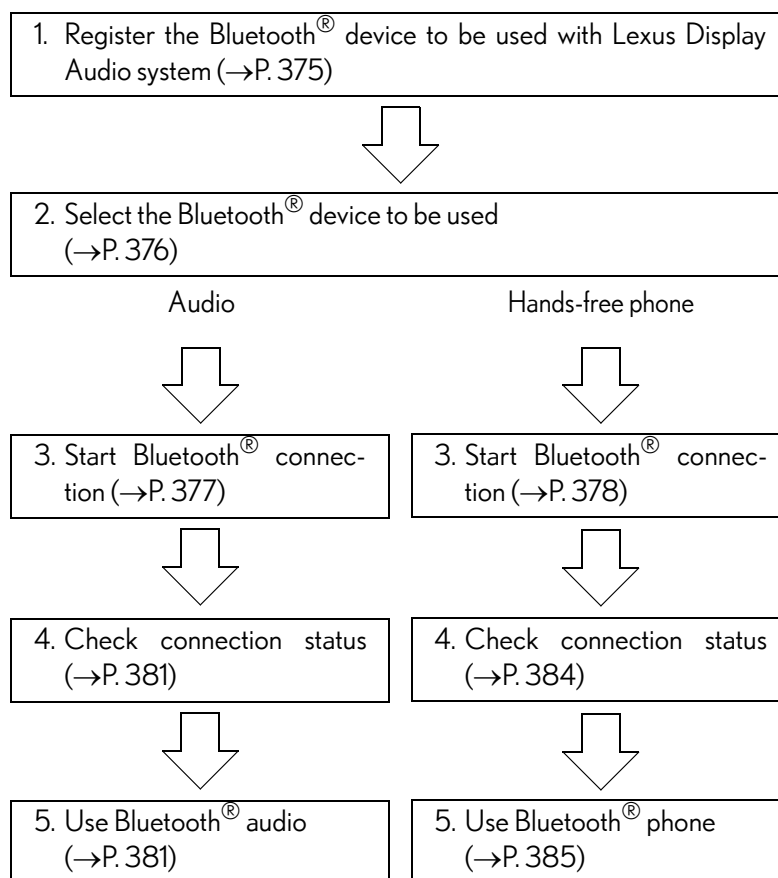 1. Register the Bluetooth® device to be used with Lexus Display
Audio system (→P. 375)
2. Select the Bluetooth® device to be used
(→P. 376)
Audio
Hands-free phone
3. Start Bluetooth® connec-
tion (→P. 377)
3. Start Bluetooth® connec-
tion (→P. 378)
4. Check connection status
(→P. 381)
4. Check connection status
(→P. 384)
5. Use Bluetooth® audio
(→P. 381)
5. Use Bluetooth® phone
(→P. 385)